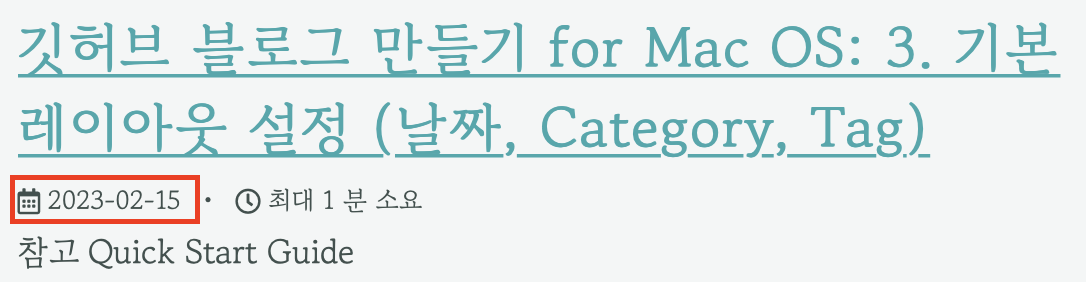 깃허브 블로그 만들기 for Mac OS: 3. 기본
레이아웃 설정 (날짜, Category, Tag)
2023-02-15 · 최대 1 분 소요
참고 Quick Start Guide